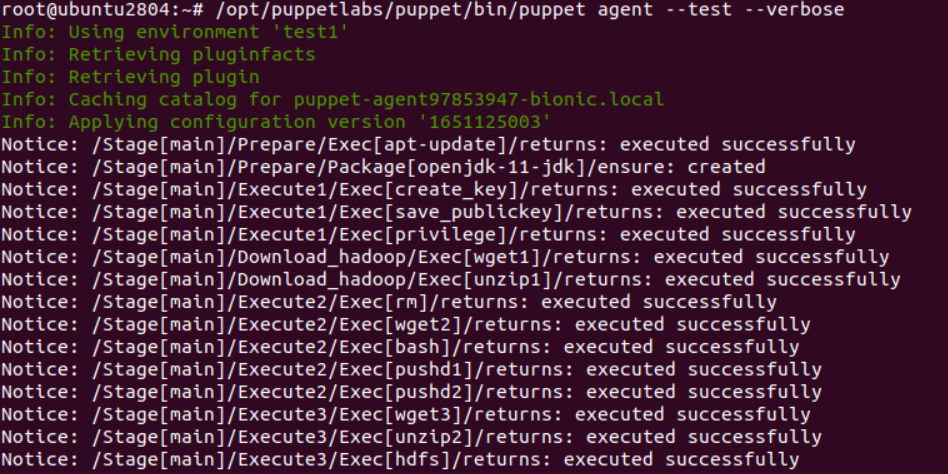 root@ubuntu2804:~# /opt/puppetlabs/puppet/bin/puppet agent --test --verbose
Info: Using environment 'test1'
Info: Retrieving pluginfacts
Info: Retrieving plugin
Info: Caching catalog for puppet-agent97853947-bionic.local
Info: Applying configuration version '1651125003'
Notice: /Stage[main]/Prepare/Exec[apt-update]/returns: executed successfully
Notice: /Stage[main]/Prepare/Package[openjdk-11-jdk]/ensure: created
Notice: /Stage[main]/Execute1/Exec[create_key]/returns: executed successfully
Notice: /Stage[main]/Execute1/Exec[save_publickey]/returns: executed successfully
Notice: /Stage[main]/Execute1/Exec[privilege]/returns: executed successfully
Notice: /Stage[main]/Download_hadoop/Exec[wget1]/returns: executed successfully
Notice: /Stage[main]/Download_hadoop/Exec[unzip1]/returns: executed successfully
Notice: /Stage[main]/Execute2/Exec[rm]/returns: executed successfully
Notice: /Stage[main]/Execute2/Exec[wget2]/returns: executed successfully
Notice: /Stage[main]/Execute2/Exec[bash]/returns: executed successfully
Notice: /Stage[main]/Execute2/Exec[pushd1]/returns: executed successfully
Notice: /Stage[main]/Execute2/Exec[pushd2]/returns: executed successfully
Notice: /Stage[main]/Execute3/Exec[wget3]/returns: executed successfully
Notice: /Stage[main]/Execute3/Exec[unzip2]/returns: executed successfully
Notice: /Stage[main]/Execute3/Exec[hdfs]/returns: executed successfully